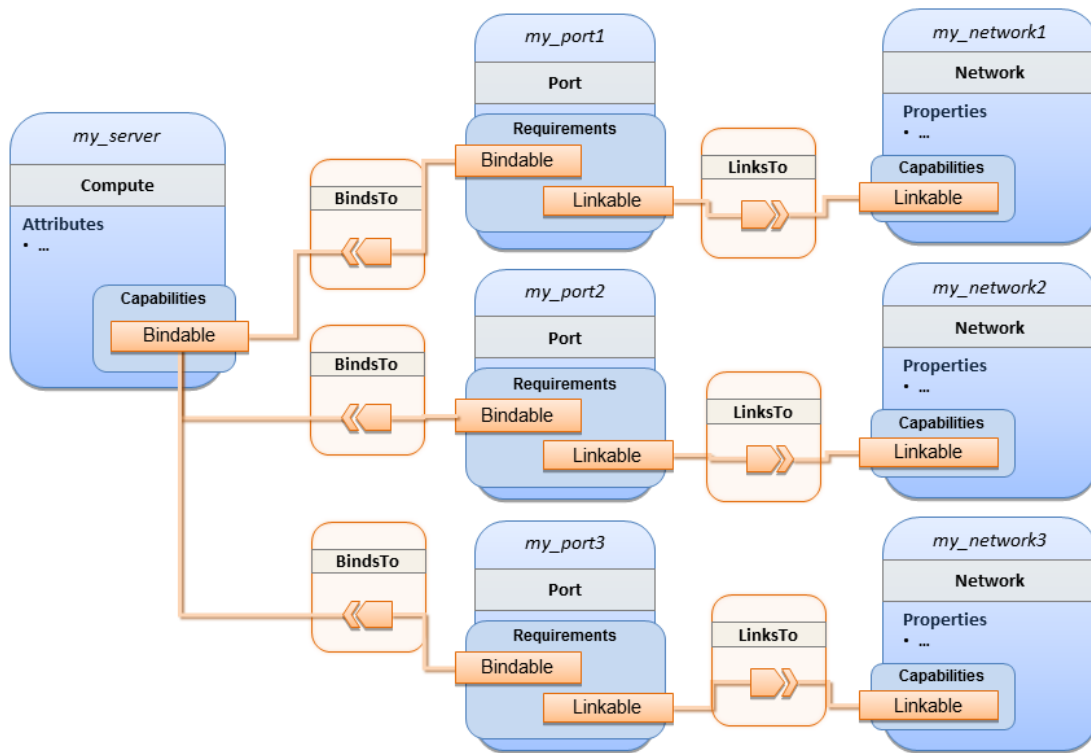 my_server
Compute
Attributes
• ...
Capabilities
Bindable
BindsTo
my_port1
Port
Requirements
Bindable
Linkable
LinksTo
my_network1
Network
Properties
• ...
Capabilities
Linkable
BindsTo
my_port2
Port
Requirements
Bindable
Linkable
LinksTo
my_network2
Network
Properties
• ...
Capabilities
Linkable
BindsTo
my_port3
Port
Requirements
Bindable
Linkable
LinksTo
my_network3
Network
Properties
• ...
Capabilities
Linkable